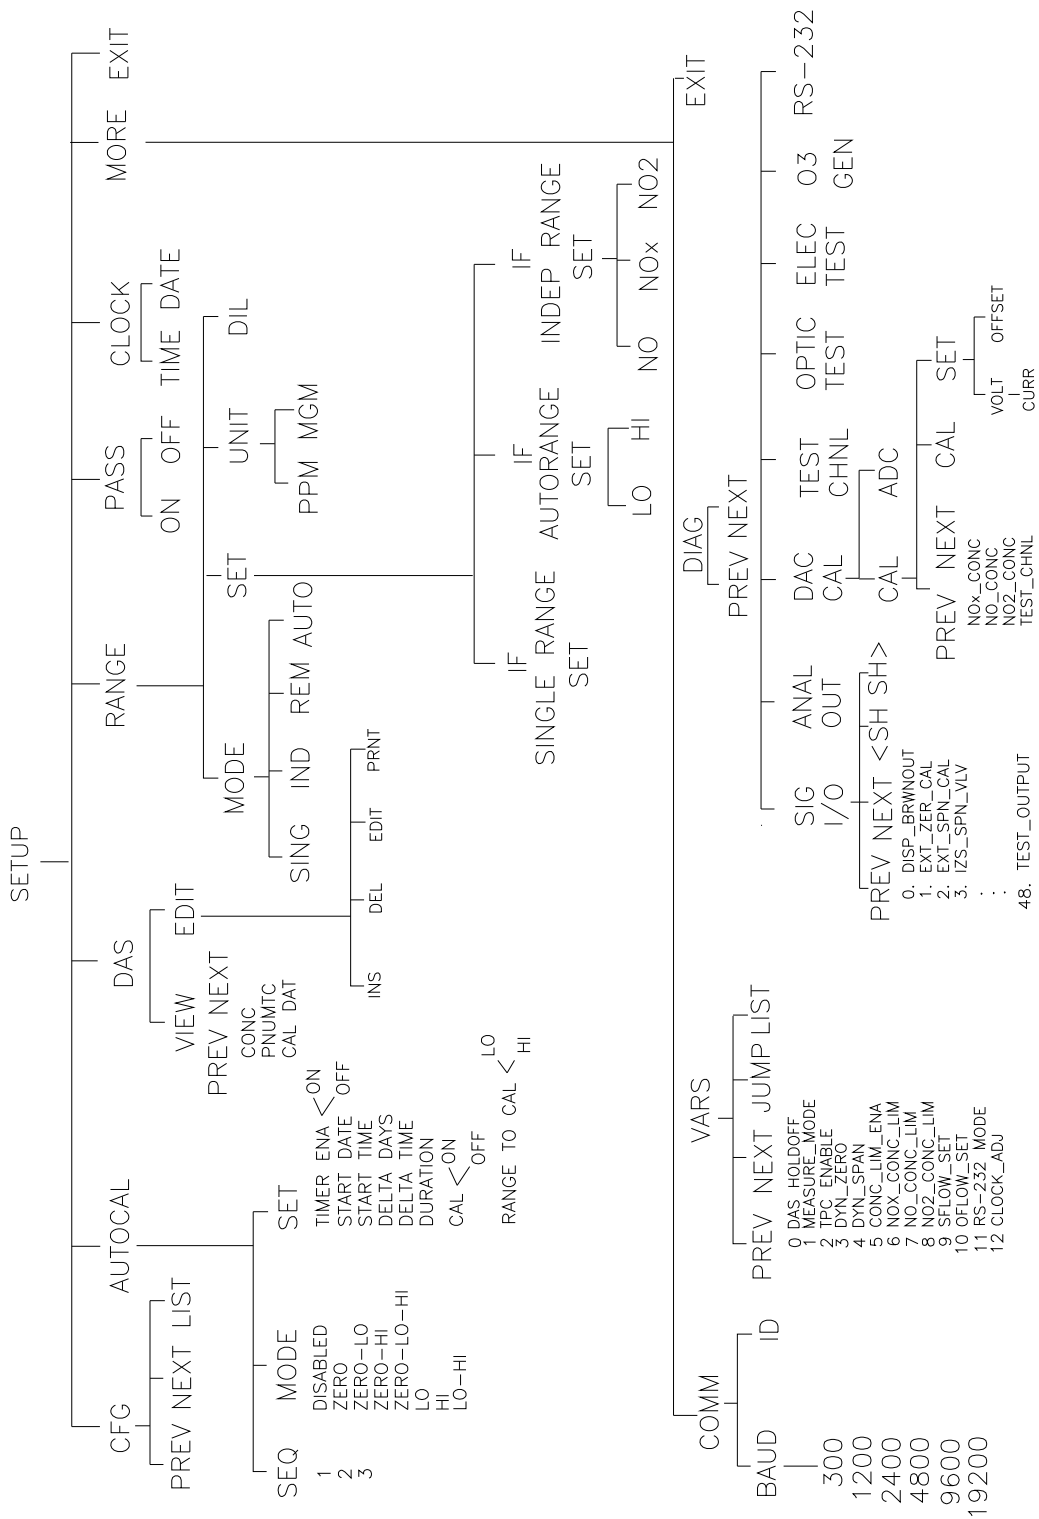 SETUP
CFG
AUTOCAL
DAS
RANGE
PASS
CLOCK
MORE
EXIT
PREV NEXT LIST
SEQ
1
2
3
MODE
DISABLED
ZERO
ZERO-LO
ZERO-HI
ZERO-LO-HI
LO
HI
LO-HI
SET
TIMER ENA < ON
OFF
START DATE
START TIME
DELTA DAYS
DELTA TIME
DURATION
CAL < ON
OFF
RANGE TO CAL < LO
HI
VIEW
EDIT
PREV NEXT
CONC
PNUMTC
CAL DAT
INS
DEL
EDIT
PRNT
MODE
SET
UNIT
DIL
SING
IND
REM
AUTO
PPM
MGM
ON
OFF
TIME
DATE
IF
SINGLE RANGE
SET
IF
AUTORANGE
SET
LO
HI
IF
INDEP RANGE
SET
NO
NOx
NO2
COMM
VARS
DIAG
EXIT
BAUD
ID
300
1200
2400
4800
9600
19200
PREV NEXT JUMP LIST
0 DAS_HOLDOFF
1 MEASURE_MODE
2 TPC_ENABLE
3 DYN_ZERO
4 DYN_SPAN
5 CONC_LIM_ENA
6 NOX_CONC_LIM
7 NO_CONC_LIM
8 NO2_CONC_LIM
9 SFLOW_SET
10 OFLOW_SET
11 RS-232_MODE
12 CLOCK_ADJ
PREV NEXT
SIG
I/O
ANAL
OUT
DAC
CAL
TEST
CHNL
OPTIC
TEST
ELEC
TEST
O3
GEN
RS-232
PREV NEXT <SH SH>
0. DISP_BRWNOUT
1. EXT_ZER_CAL
2. EXT_SPN_CAL
3. IZS_SPN_VLV
:
:
48. TEST_OUTPUT
CAL
ADC
PREV
NEXT
CAL
SET
NOx_CONC
NO_CONC
NO2_CONC
TEST_CHNL
VOLT
CURR
OFFSET